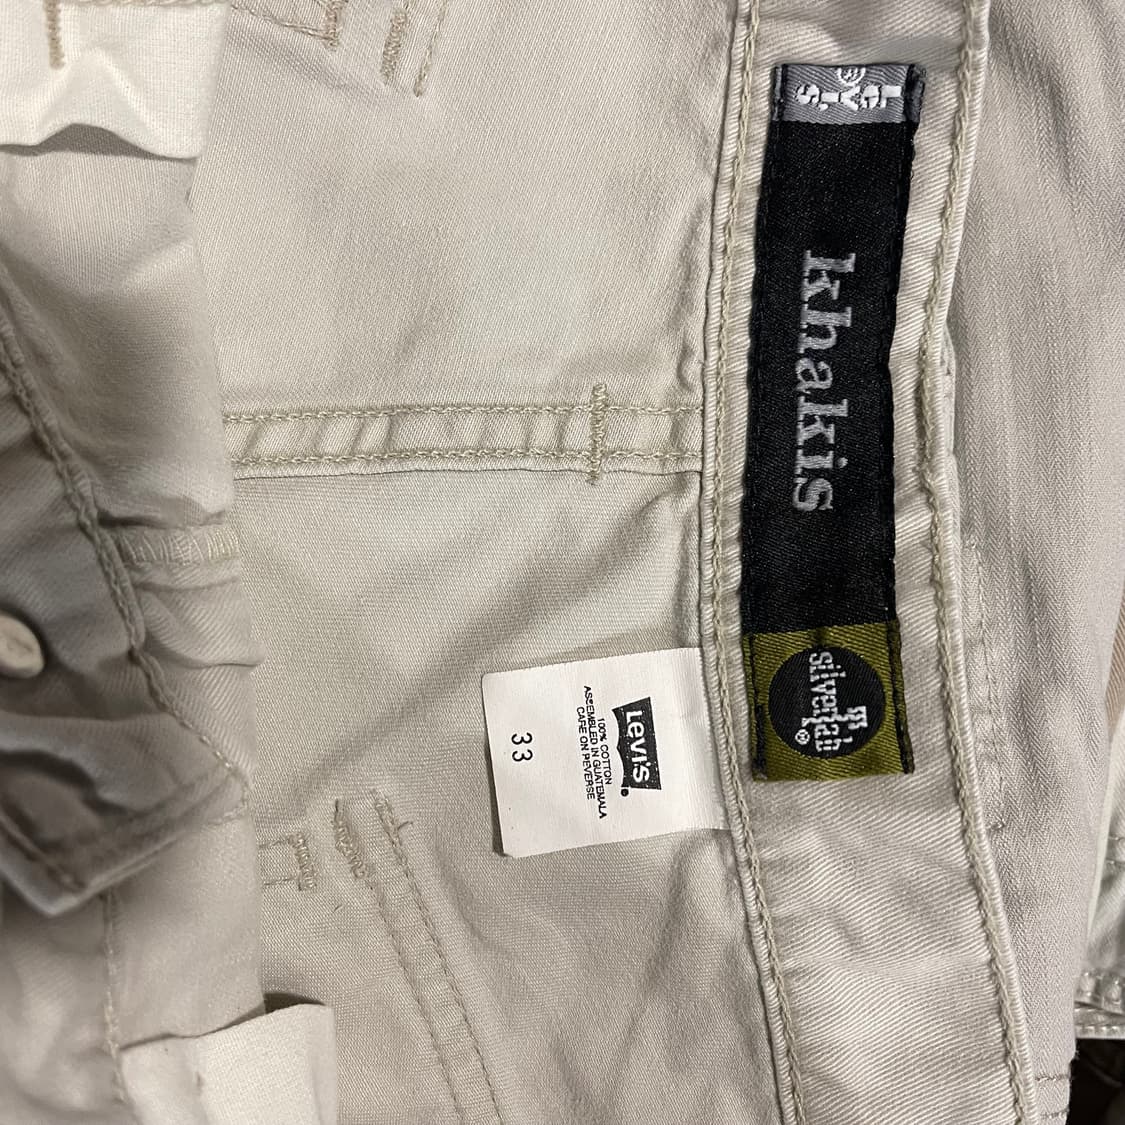 LEVI'S
khakis
silvertab®
LEVI'S®
100% COTTON
ASSEMBLED IN GUATEMALA
CARE ON REVERSE
33